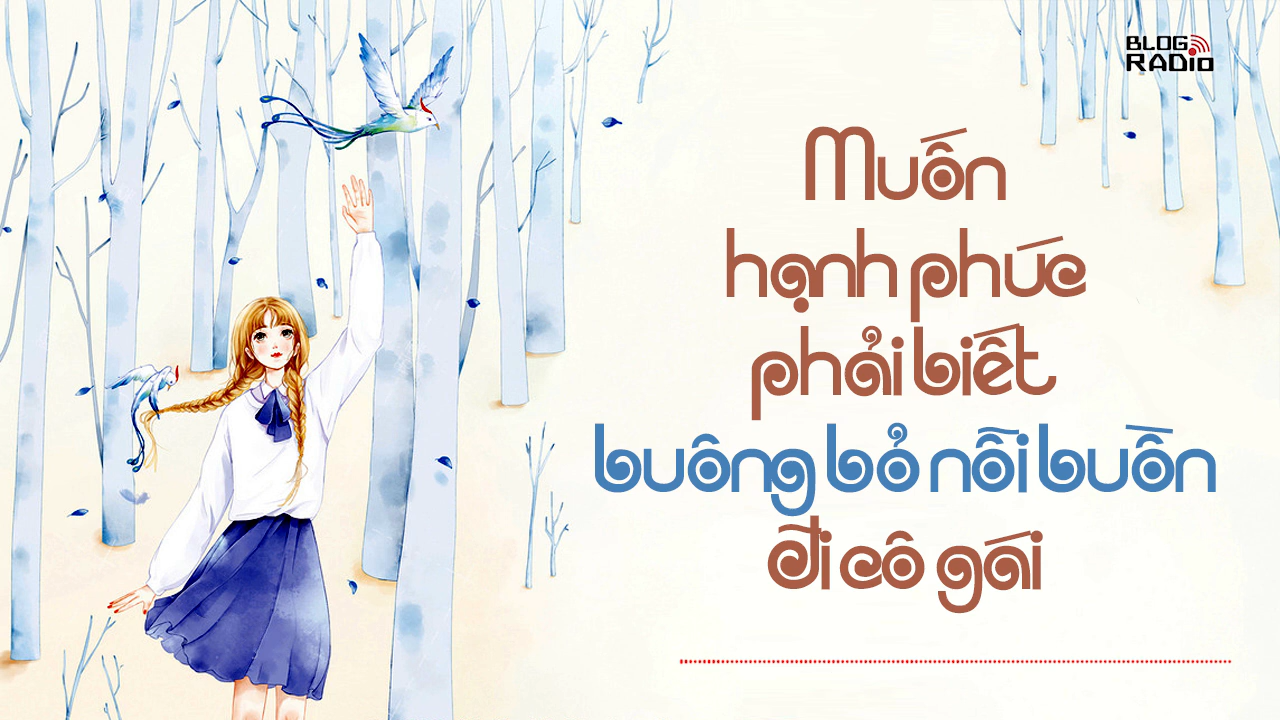 BLOG
RADIO
Muốn
hạnh phúc
phải biết
buông bỏ nỗi buồn
đi cô gái